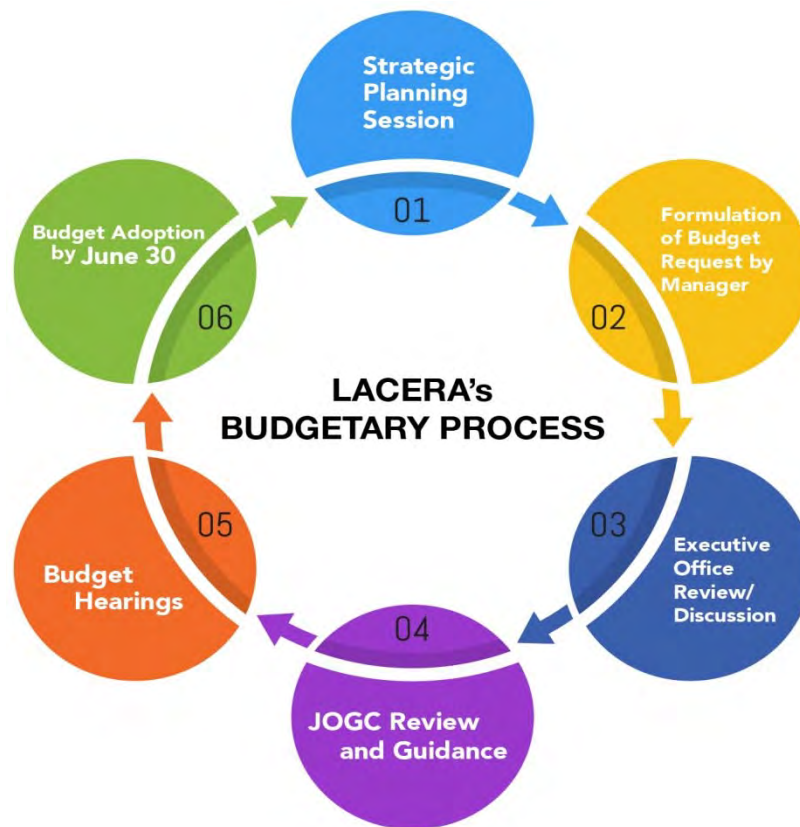 Strategic
Planning
Session
01
Formulation
of Budget
Request by
Manager
02
Executive
Office
Review/
Discussion
03
JOGC Review
and Guidance
04
Budget
Hearings
05
Budget Adoption
by June 30
06
LACERA's
BUDGETARY PROCESS